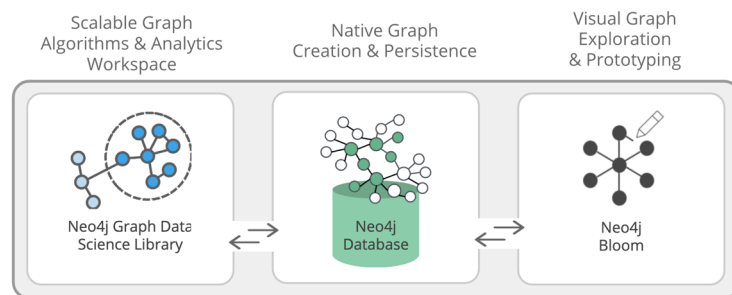 Scalable Graph
Algorithms & Analytics
Workspace
Native Graph
Creation & Persistence
Visual Graph
Exploration
& Prototyping
Neo4j Graph Data
Science Library
Neo4j
Database
Neo4j
Bloom